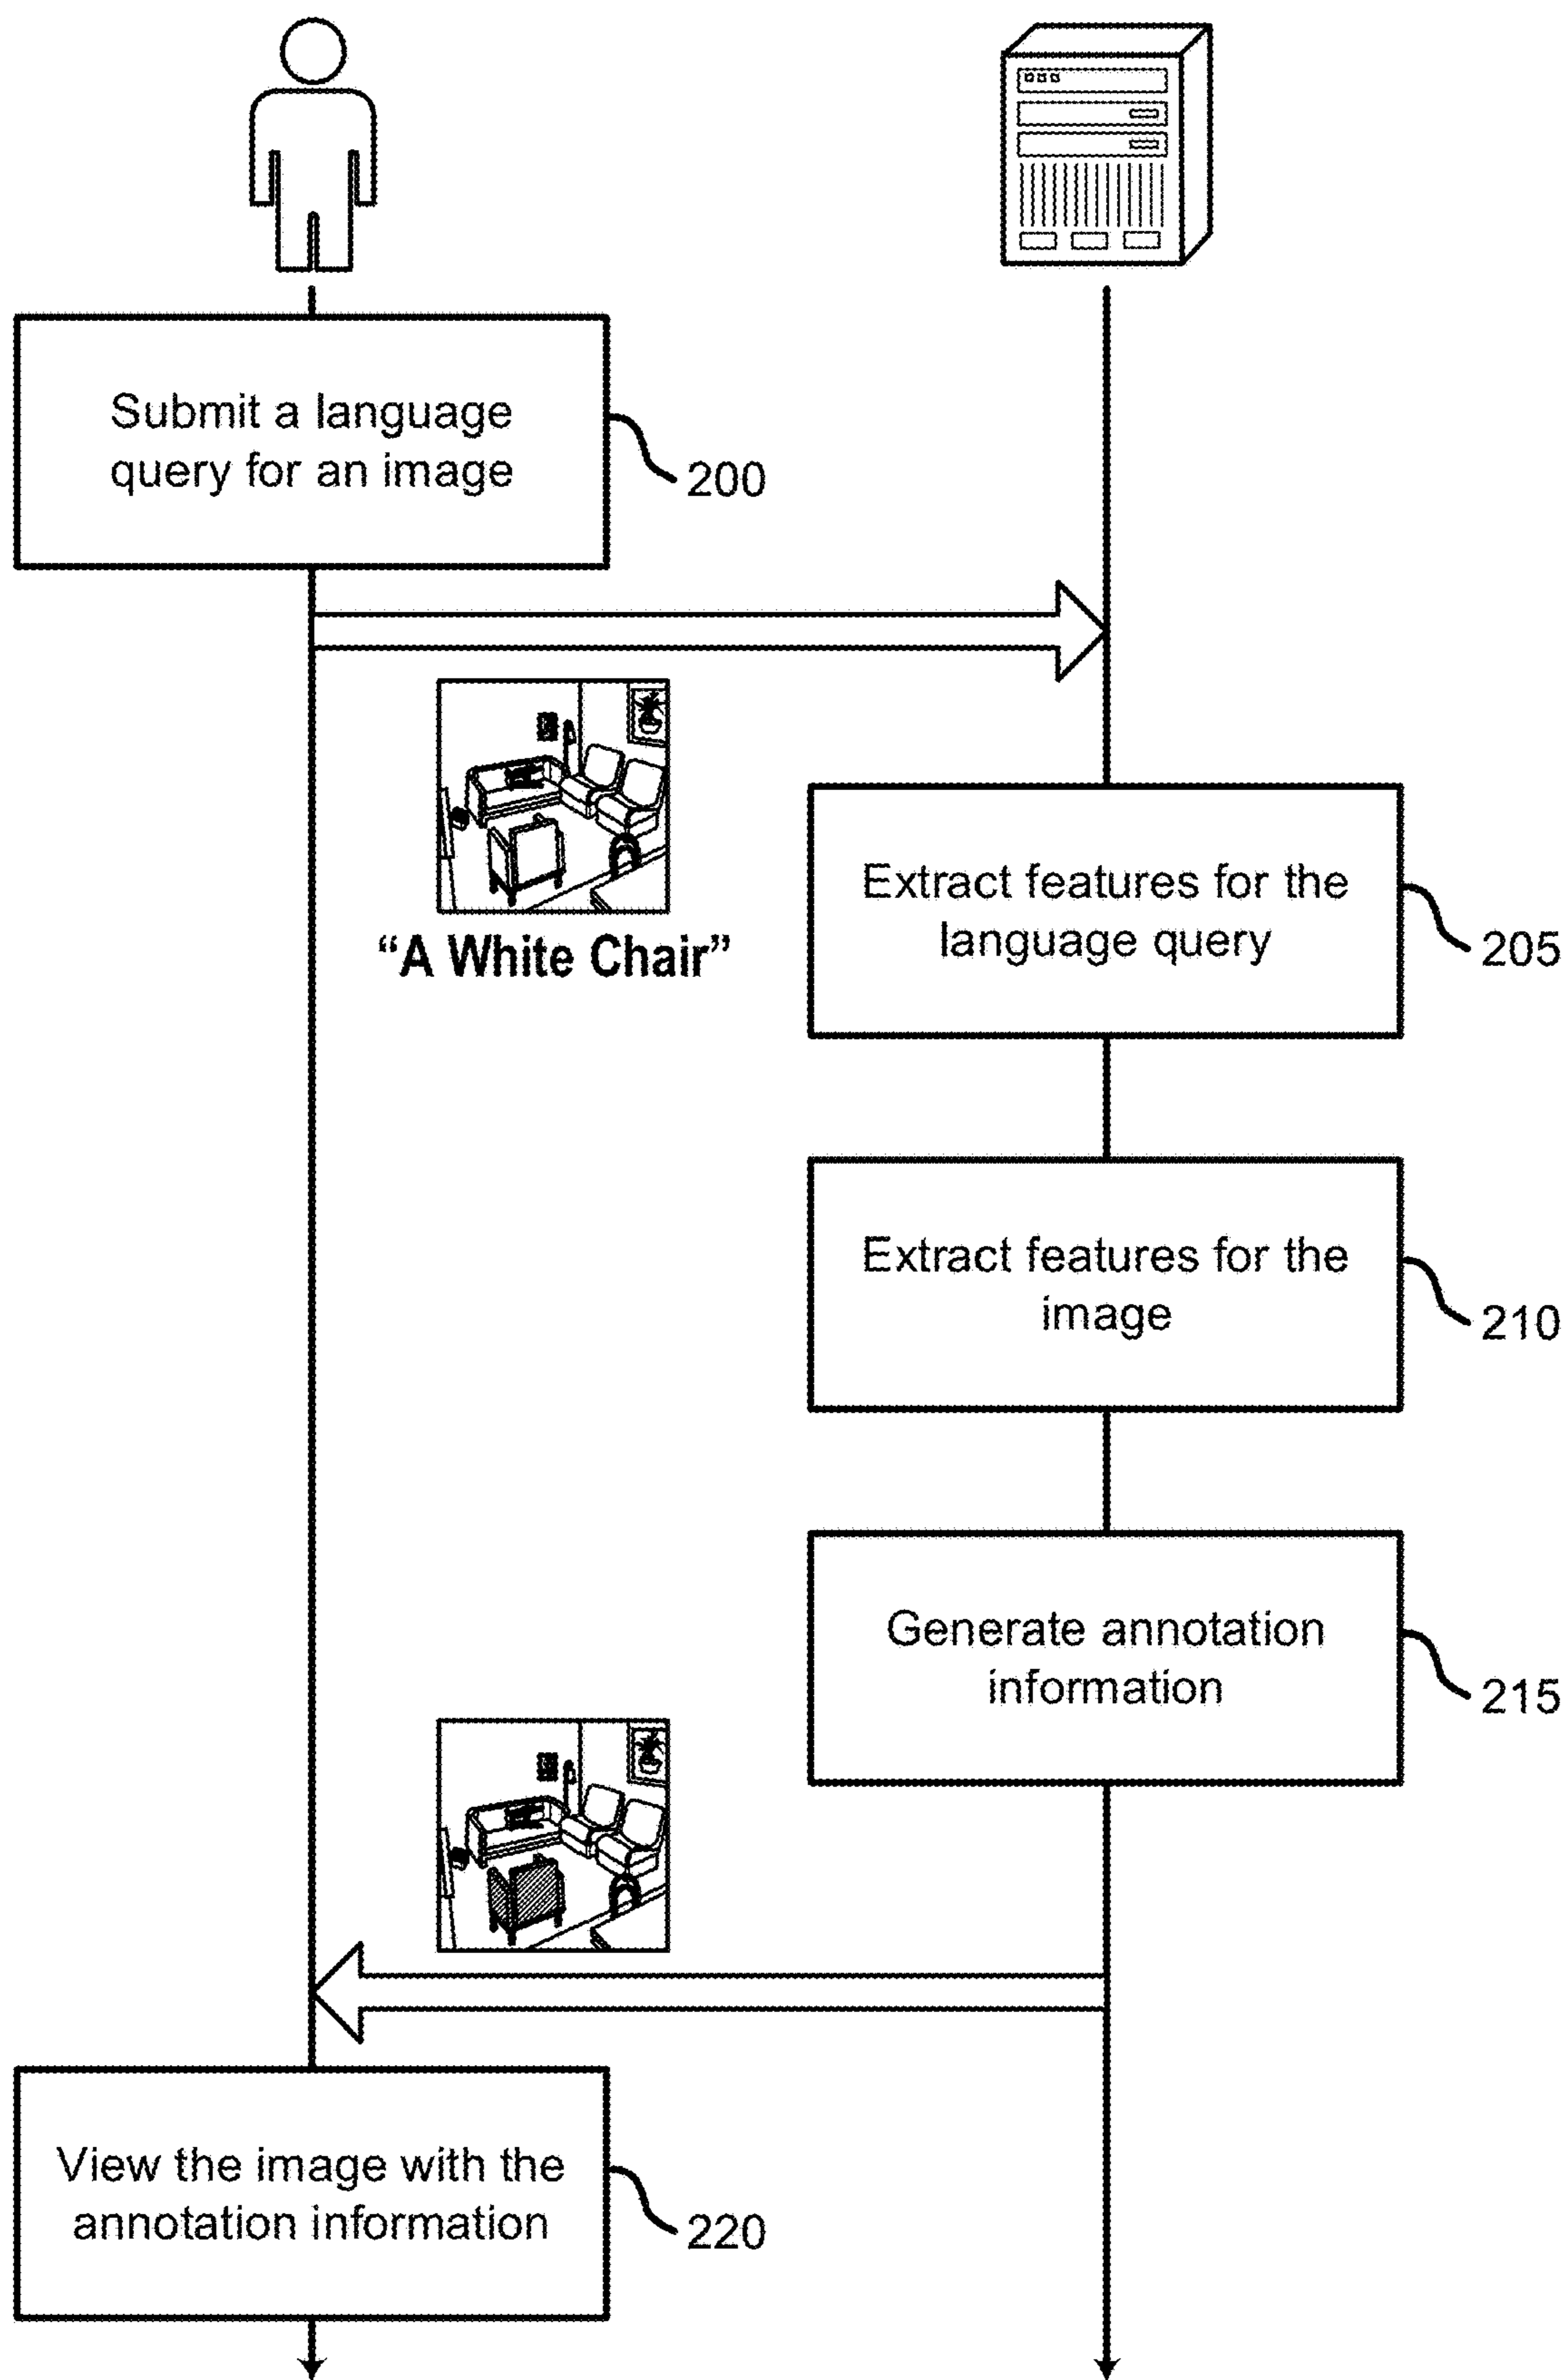 Submit a language
query for an image
200
“A White Chair”
Extract features for the
language query
205
Extract features for the
image
210
Generate annotation
information
215
View the image with the
annotation information
220